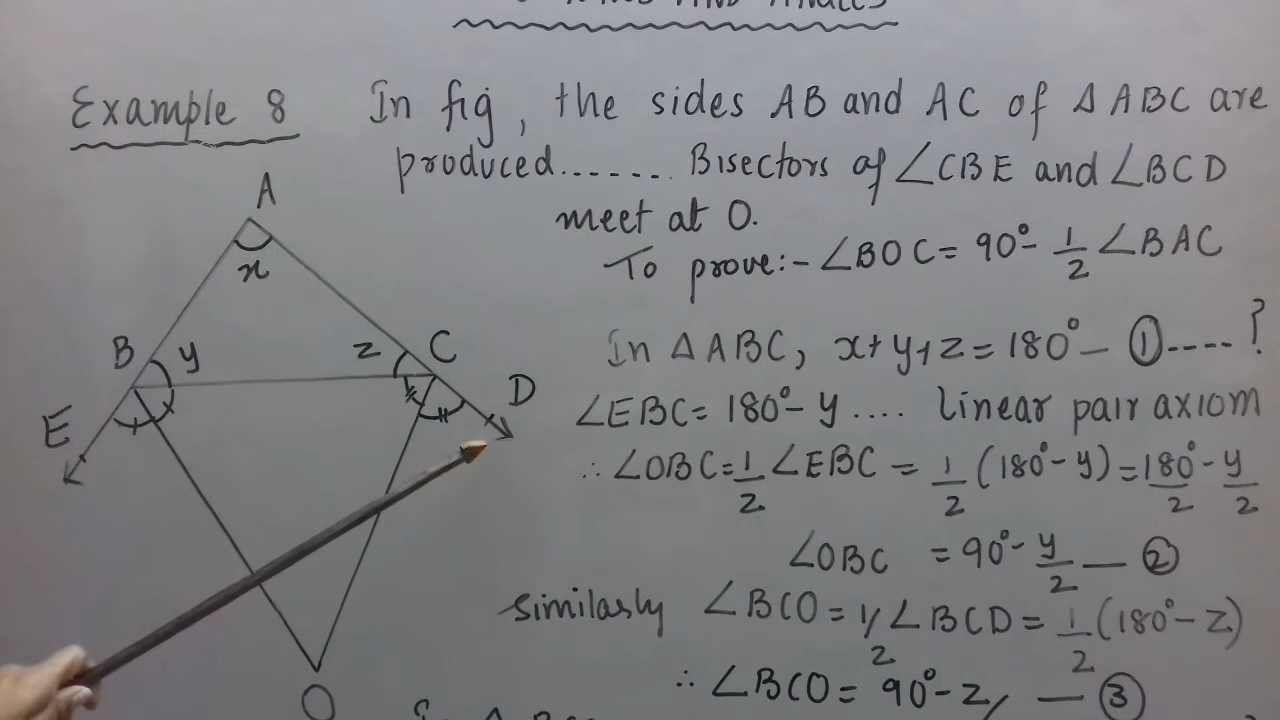 Example 8 In fig, the sides AB and AC of △ABC are
produced....... Bisectors of ∠CBE and ∠BCD
meet at O.
To prove:- ∠BOC = 90° - 1/2 ∠BAC
A
x
B y z C
D
E
O
In △ABC, x+y+z = 180° — ①.....?
∠EBC = 180° - y .... linear pair axiom
∴ ∠OBC = 1/2 ∠EBC = 1/2 (180° - y) = 180°/2 - y/2
∠OBC = 90° - y/2 — ②
similarly ∠BCO = 1/2 ∠BCD = 1/2 (180° - z)
∴ ∠BCO = 90° - z/ — ③